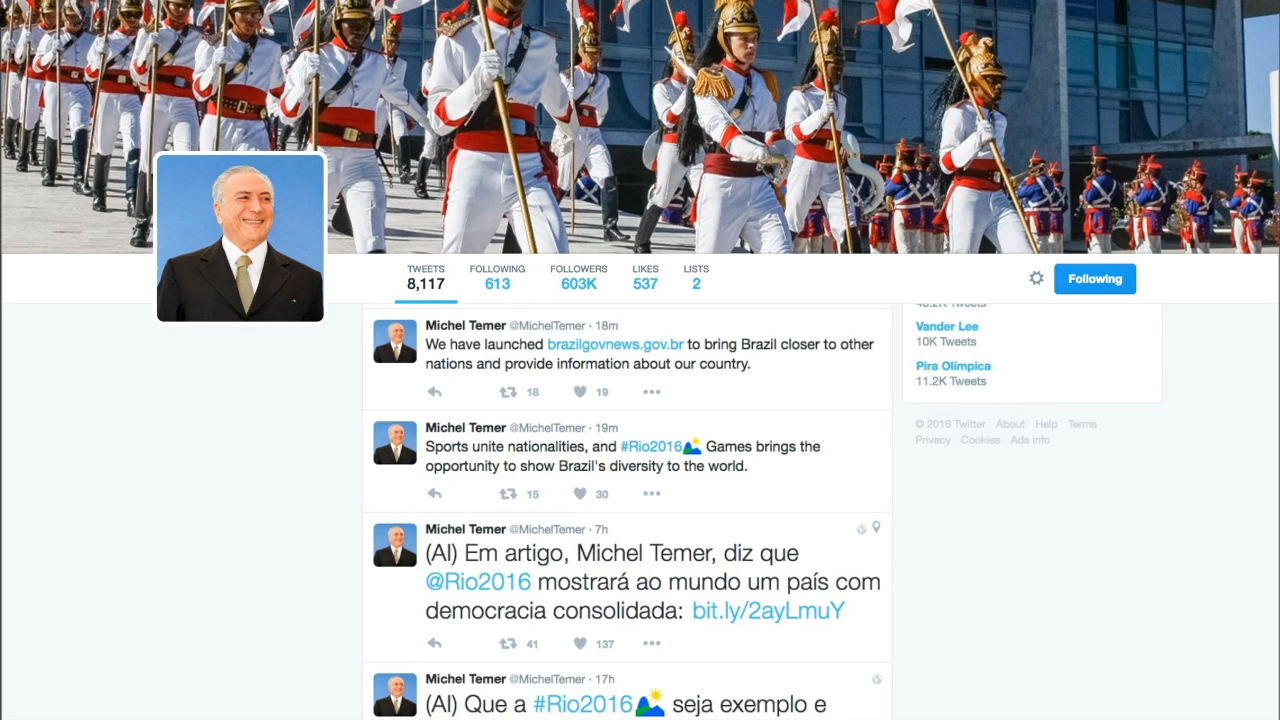 TWEETS
8,117
FOLLOWING
613
FOLLOWERS
603K
LIKES
537
LISTS
2
Following
Michel Temer @MichelTemer · 18m
We have launched brazilgovnews.gov.br to bring Brazil closer to other
nations and provide information about our country.
18
19
Michel Temer @MichelTemer · 19m
Sports unite nationalities, and #Rio2016 Games brings the
opportunity to show Brazil's diversity to the world.
15
30
Michel Temer @MichelTemer · 7h
(AI) Em artigo, Michel Temer, diz que
@Rio2016 mostrará ao mundo um país com
democracia consolidada: bit.ly/2ayLmuY
41
137
Michel Temer @MichelTemer · 17h
(AI) Que a #Rio2016 seja exemplo e
Tweets
Vander Lee
10K Tweets
Pira Olímpica
11.2K Tweets
© 2016 Twitter About Help Terms
Privacy Cookies Ads info